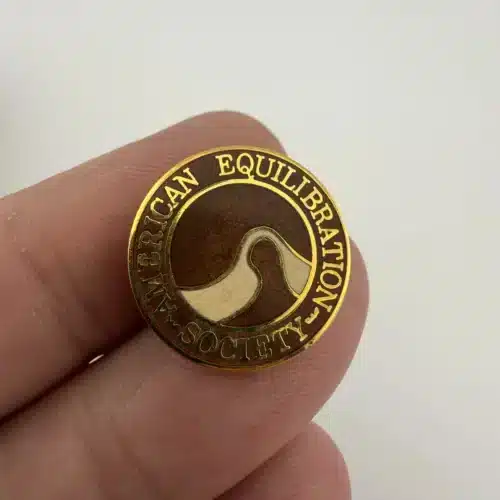 AMERICAN EQUILIBRATION
~SOCIETY~